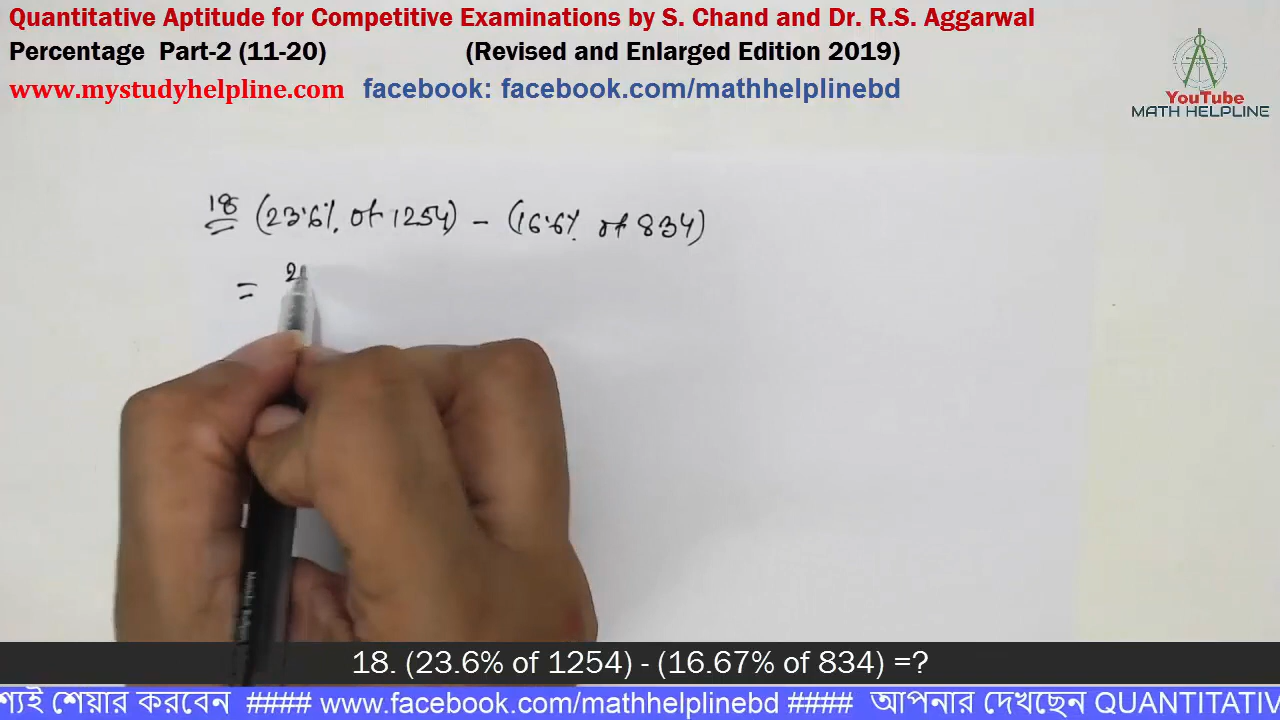 Quantitative Aptitude for Competitive Examinations by S. Chand and Dr. R.S. Aggarwal
Percentage Part-2 (11-20) (Revised and Enlarged Edition 2019)
www.mystudyhelpline.com facebook: facebook.com/mathhelplinebd
YouTube
MATH HELPLINE
18 (23.6% of 1254) - (16.6% of 834)
= 2
18. (23.6% of 1254) - (16.67% of 834) =?
শ্যই শেয়ার করবেন #### www.facebook.com/mathhelplinebd #### আপনার দেখছেন QUANTITATIV